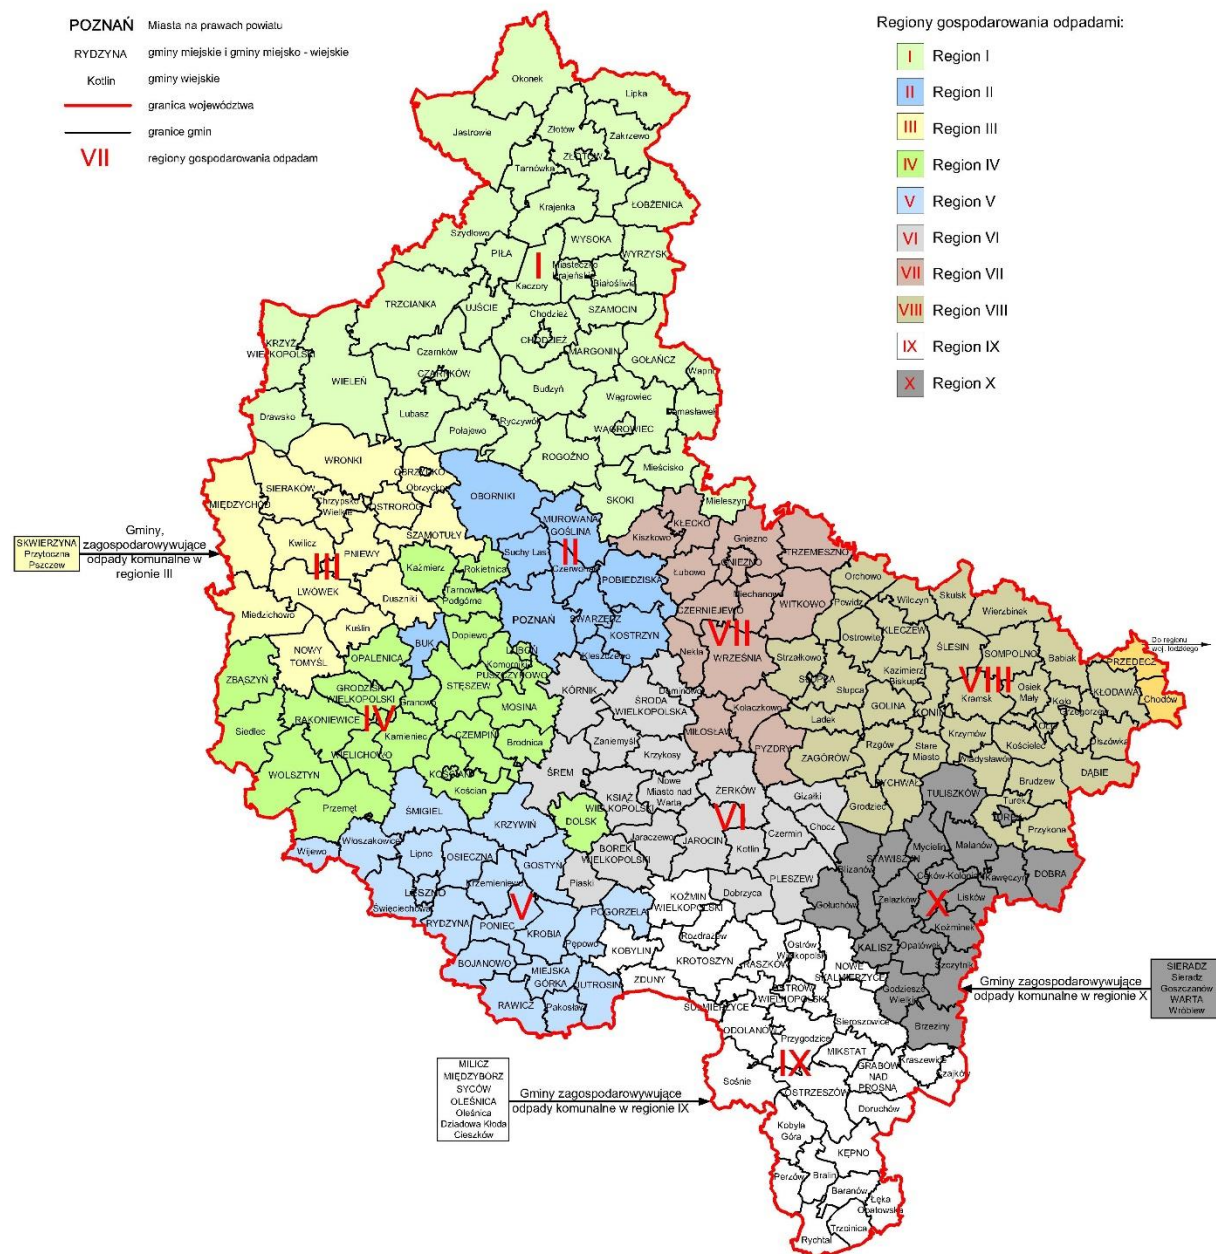 POZNAŃ Miasta na prawach powiatu
RYDZYNA gminy miejskie i gminy miejsko - wiejskie
Kotlin gminy wiejskie
granica województwa
granice gmin
VII regiony gospodarowania odpadam
Regiony gospodarowania odpadami:
I Region I
II Region II
III Region III
IV Region IV
V Region V
VI Region VI
VII Region VII
VIII Region VIII
IX Region IX
X Region X
Okonek
Lipka
Jastrowie
Złotów
Zakrzewo
ZŁOTÓW
Tarnówka
Krajenka
ŁOBŻENICA
Szydłowo
WYSOKA
PIŁA
WYRZYSK
I
Miasteczko
Krajeńskie
Kaczory
Białośliwie
TRZCIANKA
UJŚCIE
Chodzież
SZAMOCIN
CHODZIEŻ
KRZYŻ
WIELKOPOLSKI
Czarnków
MARGONIN
GOŁAŃCZ
CZARNKÓW
Wapno
WIELEŃ
Budzyń
Wągrowiec
Damasławek
Drawsko
Lubasz
Połajewo
Ryczywół
WĄGROWIEC
ROGOŹNO
Mieścisko
WRONKI
OBRZYCKO
Obrzycko
SIERAKÓW
MIĘDZYCHÓD
Chrzypsko
Wielkie
OSTRORÓG
OBORNIKI
SKOKI
Mieleszyn
SZAMOTUŁY
MUROWANA
GOŚLINA
KŁECKO
Kiszkowo
Gniezno
Kwilcz
PNIEWY
Suchy Las
II
TRZEMESZNO
SKWIERZYNA
Przytoczna
Pszczew
Gminy,
zagospodarowywujące
odpady komunalne w
regionie III
III
Kaźmierz
Rokietnica
Czerwonak
Łubowo
GNIEZNO
LWÓWEK
Duszniki
Tarnowo
Podgórne
POBIEDZISKA
Niechanowo
Orchowo
Miedzichowo
Kuślin
POZNAŃ
SWARZĘDZ
CZERNIEJEWO
WITKOWO
Powidz
Wilczyn
Skulsk
Wierzbinek
NOWY
TOMYŚL
BUK
Dopiewo
KOSTRZYN
VII
Kleszczewo
Ostrowite
KLECZEW
ŚLESIN
SOMPOLNO
Babiak
Do regionu
woj. łódzkiego
OPALENICA
LUBOŃ
Komorniki
PUSZCZYKOWO
Nekla
WRZEŚNIA
Strzałkowo
Kazimierz
Biskupi
VIII
PRZEDECZ
ZBĄSZYŃ
GRODZISK
WIELKOPOLSKI
STĘSZEW
KÓRNIK
Dominowo
SŁUPCA
Słupca
Kramsk
Osiek
Mały
Koło
KŁODAWA
Chodów
Granowo
MOSINA
ŚRODA
WIELKOPOLSKA
Kołaczkowo
GOLINA
KONIN
KOŁO
Grzegorzew
RAKONIEWICE
IV
Siedlec
Kamieniec
CZEMPIŃ
Brodnica
Zaniemyśl
Krzykosy
MIŁOSŁAW
Lądek
Krzymów
Kościelec
Olszówka
WIELICHOWO
PYZDRY
ZAGÓRÓW
Rzgów
Stare
Miasto
Władysławów
DĄBIE
WOLSZTYN
KOŚCIAN
Kościan
ŚREM
Nowe
Miasto nad
Wartą
ŻERKÓW
Gizałki
RYCHWAŁ
Brudzew
TULISZKÓW
Przemęt
KSIĄŻ
WIELKOPOLSKI
Grodziec
Turek
TUREK
ŚMIGIEL
KRZYWIŃ
DOLSK
VI
Chocz
Przykona
Włoszakowice
Jaraczewo
JAROCIN
Kotlin
Czermin
Mycielin
Malanów
Wijewo
Lipno
OSIECZNA
GOSTYŃ
BOREK
WIELKOPOLSKI
STAWISZYN
Blizanów
Ceków-Kolonia
Kawęczyn
DOBRA
LESZNO
Krzemieniewo
Piaski
PLESZEW
Święciechowa
V
KOŹMIN
WIELKOPOLSKI
Dobrzyca
Gołuchów
Żelazków
X
Lisków
RYDZYNA
PONIEC
KROBIA
POGORZELA
Koźminek
Pępowo
KOBYLIN
Rozdrażew
Ostrów
Wielkopolski
KALISZ
Opatówek
BOJANOWO
KROTOSZYN
RASZKÓW
NOWE
SKALMIERZYCE
Szczytniki
MIEJSKA
GÓRKA
JUTROSIN
ZDUNY
Godziesze
Wielkie
Gminy zagospodarowywujące
odpady komunalne w regionie X
SIERADZ
Sieradz
Goszczanów
WARTA
Wróblew
RAWICZ
Pakosław
SULMIERZYCE
OSTRÓW
WIELKOPOLSKI
Sieroszewice
Brzeziny
ODOLANÓW
Przygodzice
MIKSTAT
Kraszewice
Czajków
IX
GRABÓW
NAD
PROSNĄ
MILICZ
MIĘDZYBÓRZ
SYCÓW
OLEŚNICA
Oleśnica
Dziadowa Kłoda
Cieszków
Gminy zagospodarowywujące
odpady komunalne w regionie IX
Sośnie
OSTRZESZÓW
Doruchów
Kobyla
Góra
KĘPNO
Perzów
Bralin
Baranów
Łęka
Opatowska
Trzcinica
Rychtal